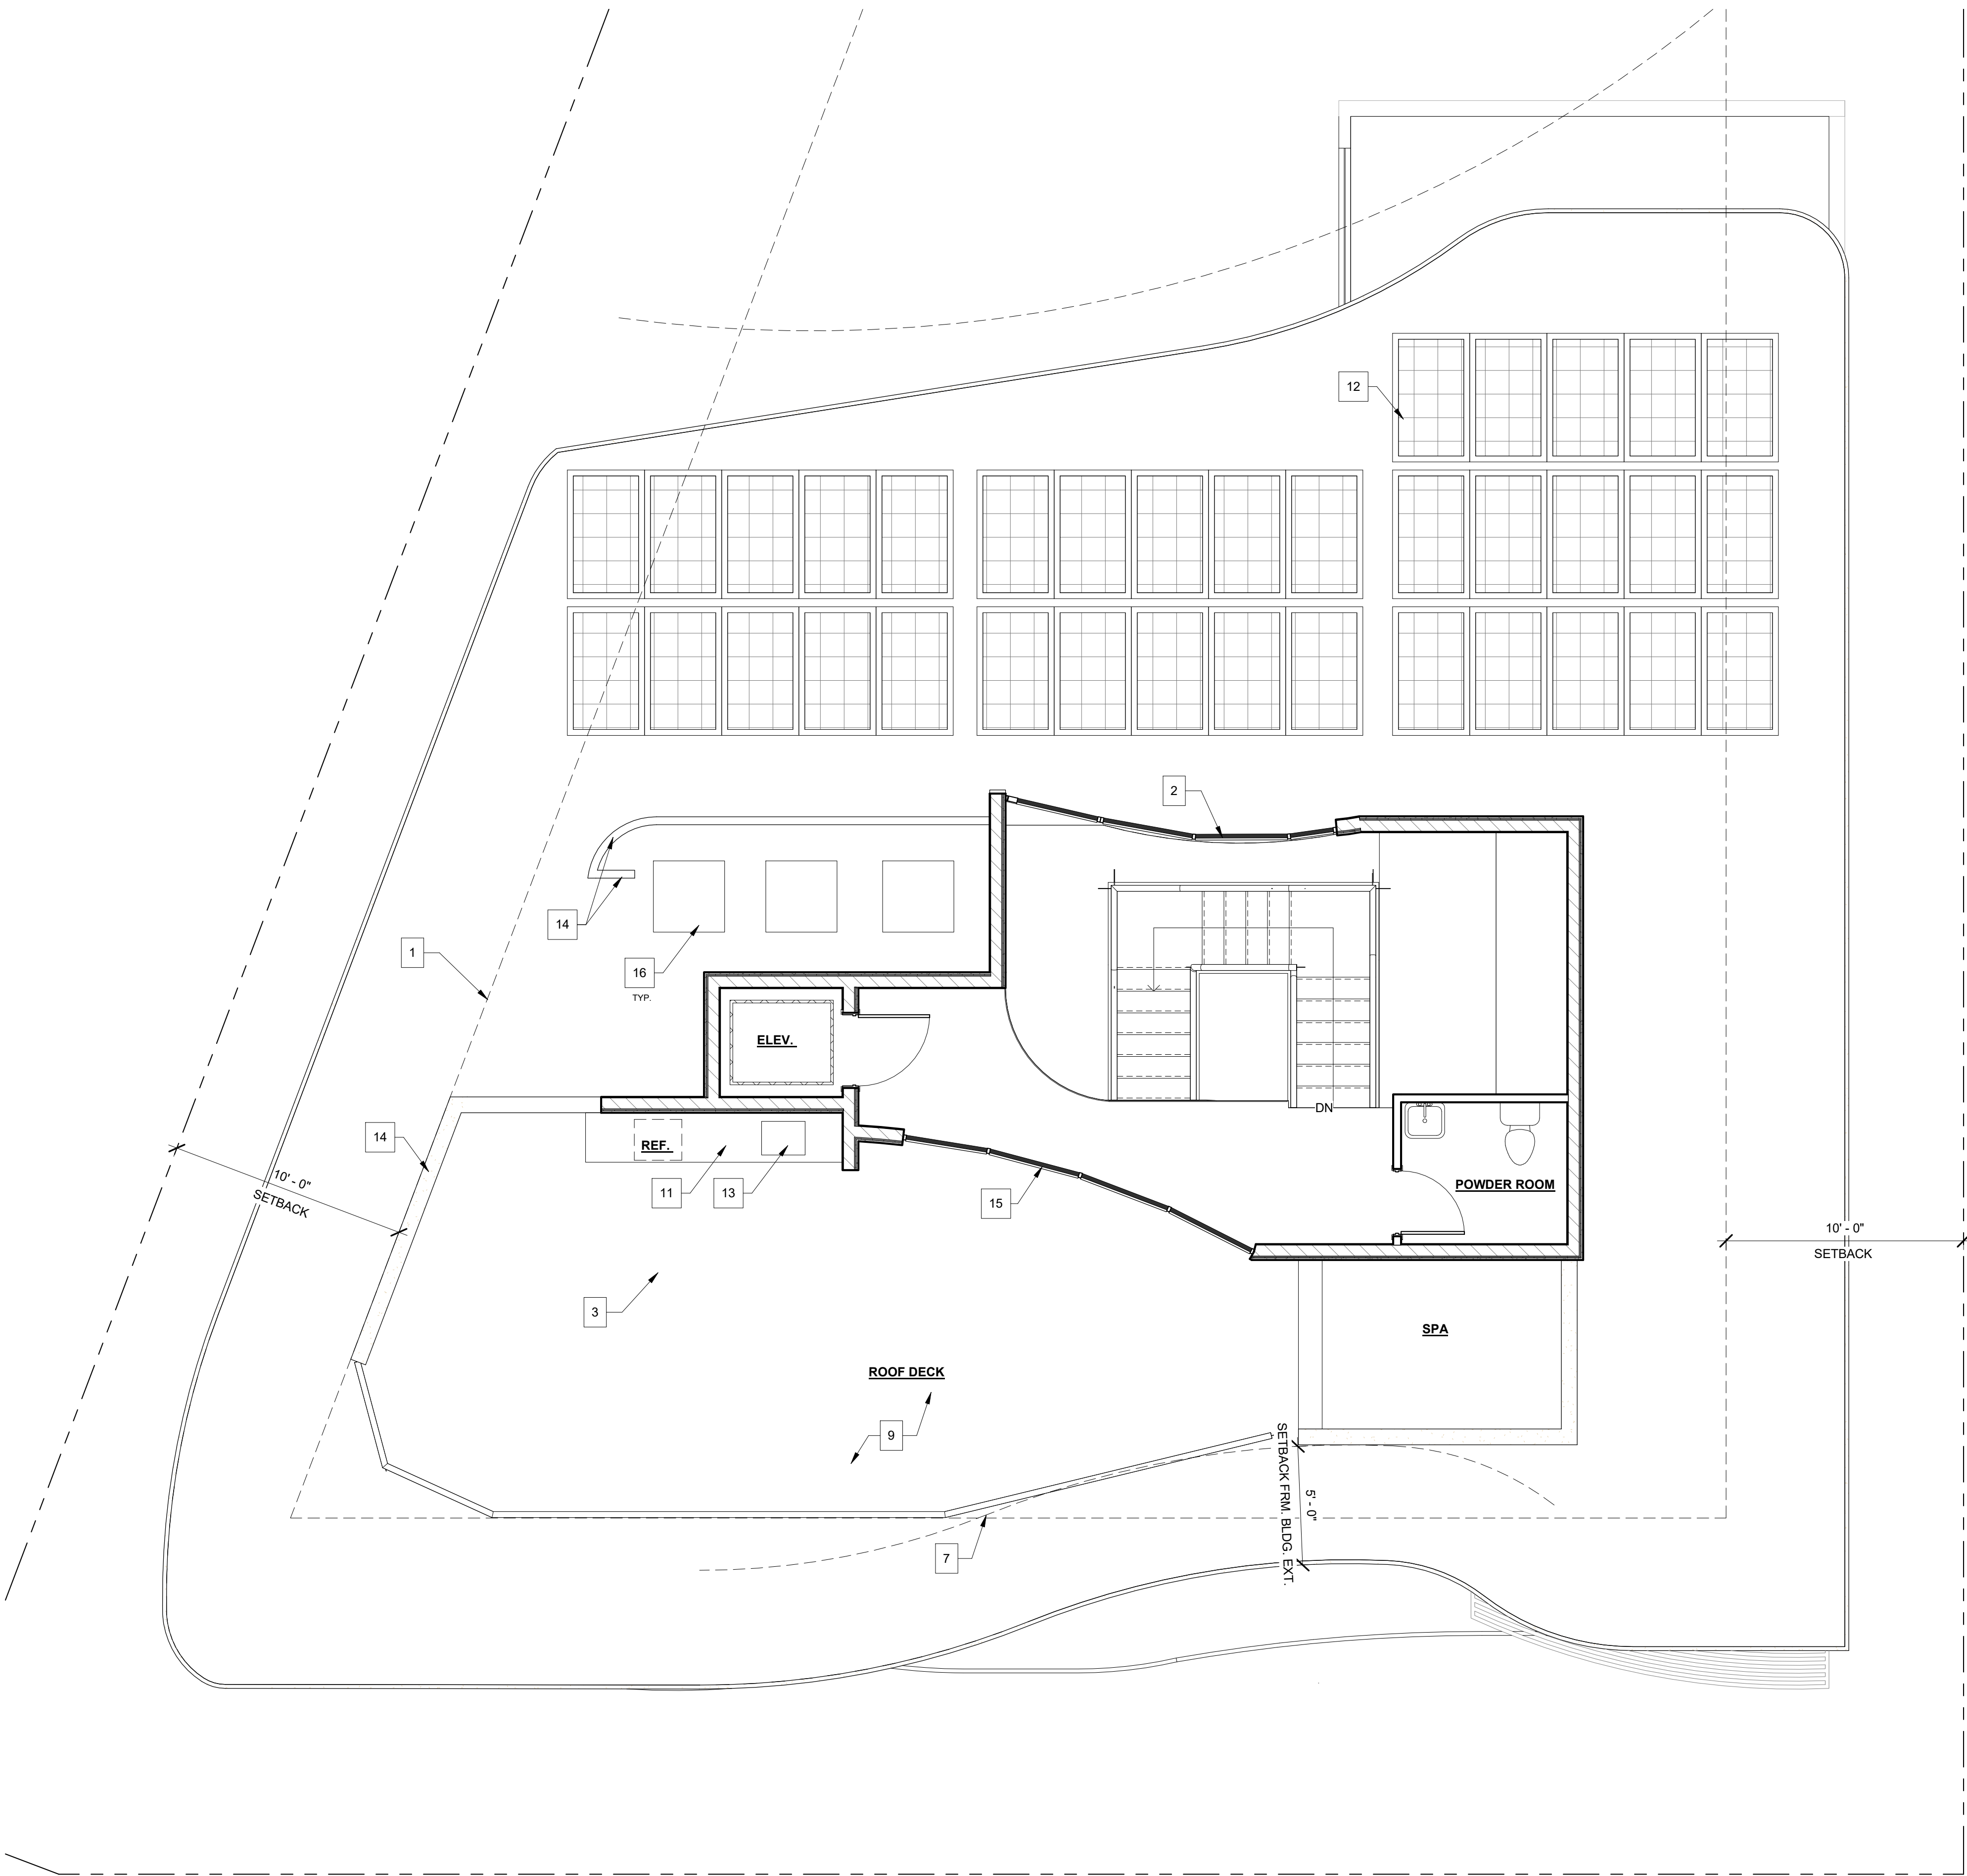 12
2
14
1
16
TYP.
ELEV.
DN
14
REF.
10' - 0"
SETBACK
11
13
15
POWDER ROOM
10' - 0"
SETBACK
3
SPA
ROOF DECK
9
SETBACK FRM. BLDG. EXT.
5' - 0"
7